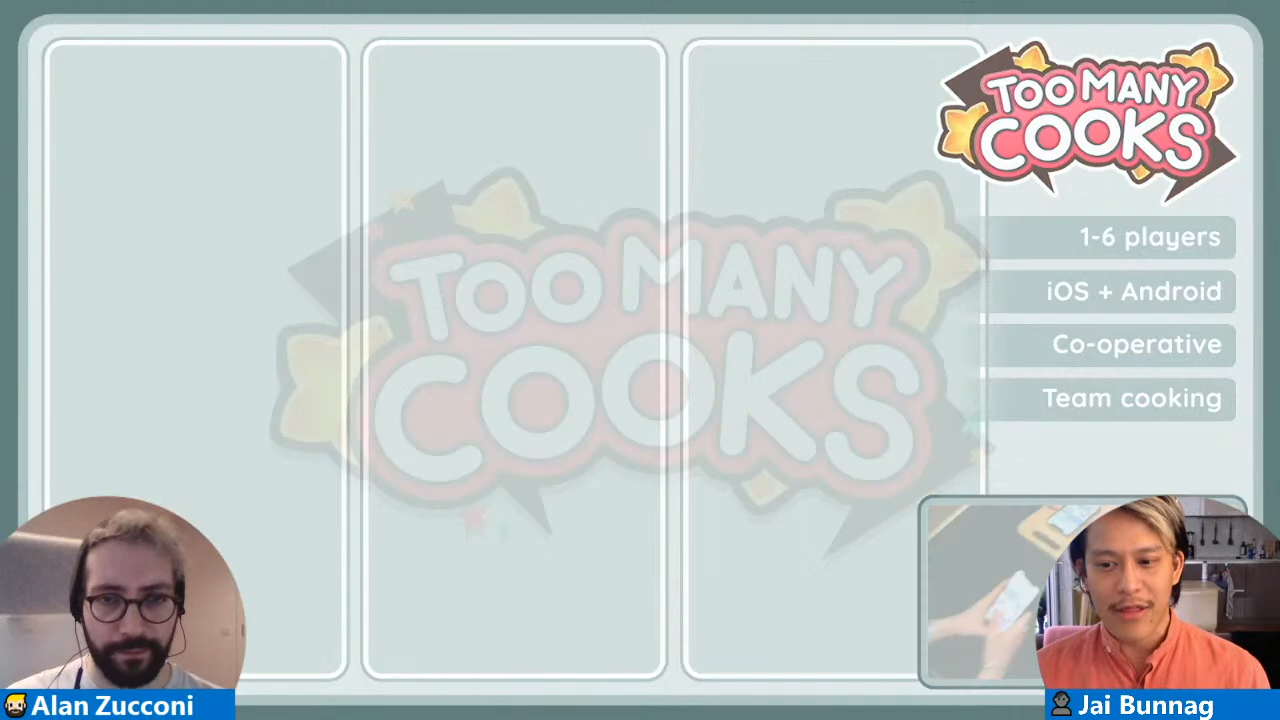 TOO MANY
COOKS
1-6 players
iOS + Android
Co-operative
Team cooking
TOO MANY
COOKS
Alan Zucconi
Jai Bunnag